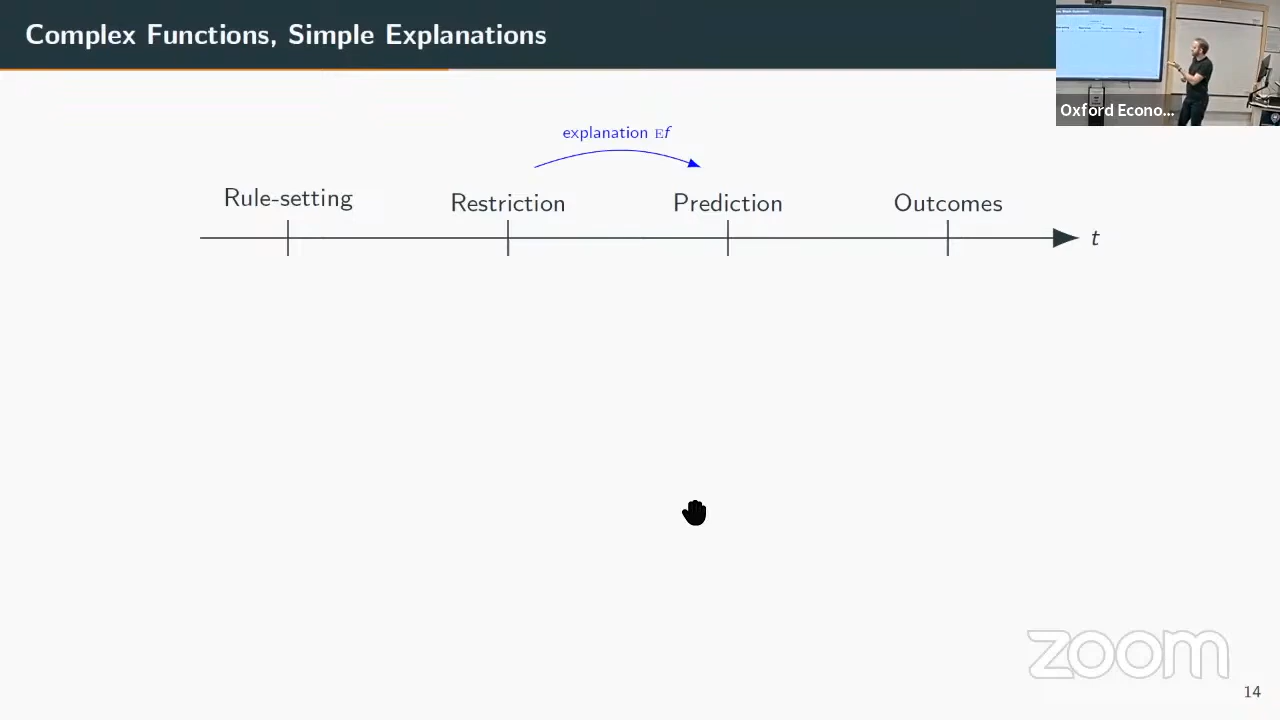 Complex Functions, Simple Explanations
Oxford Econo...
explanation Ef
Rule-setting Restriction Prediction Outcomes
t
zoom
14